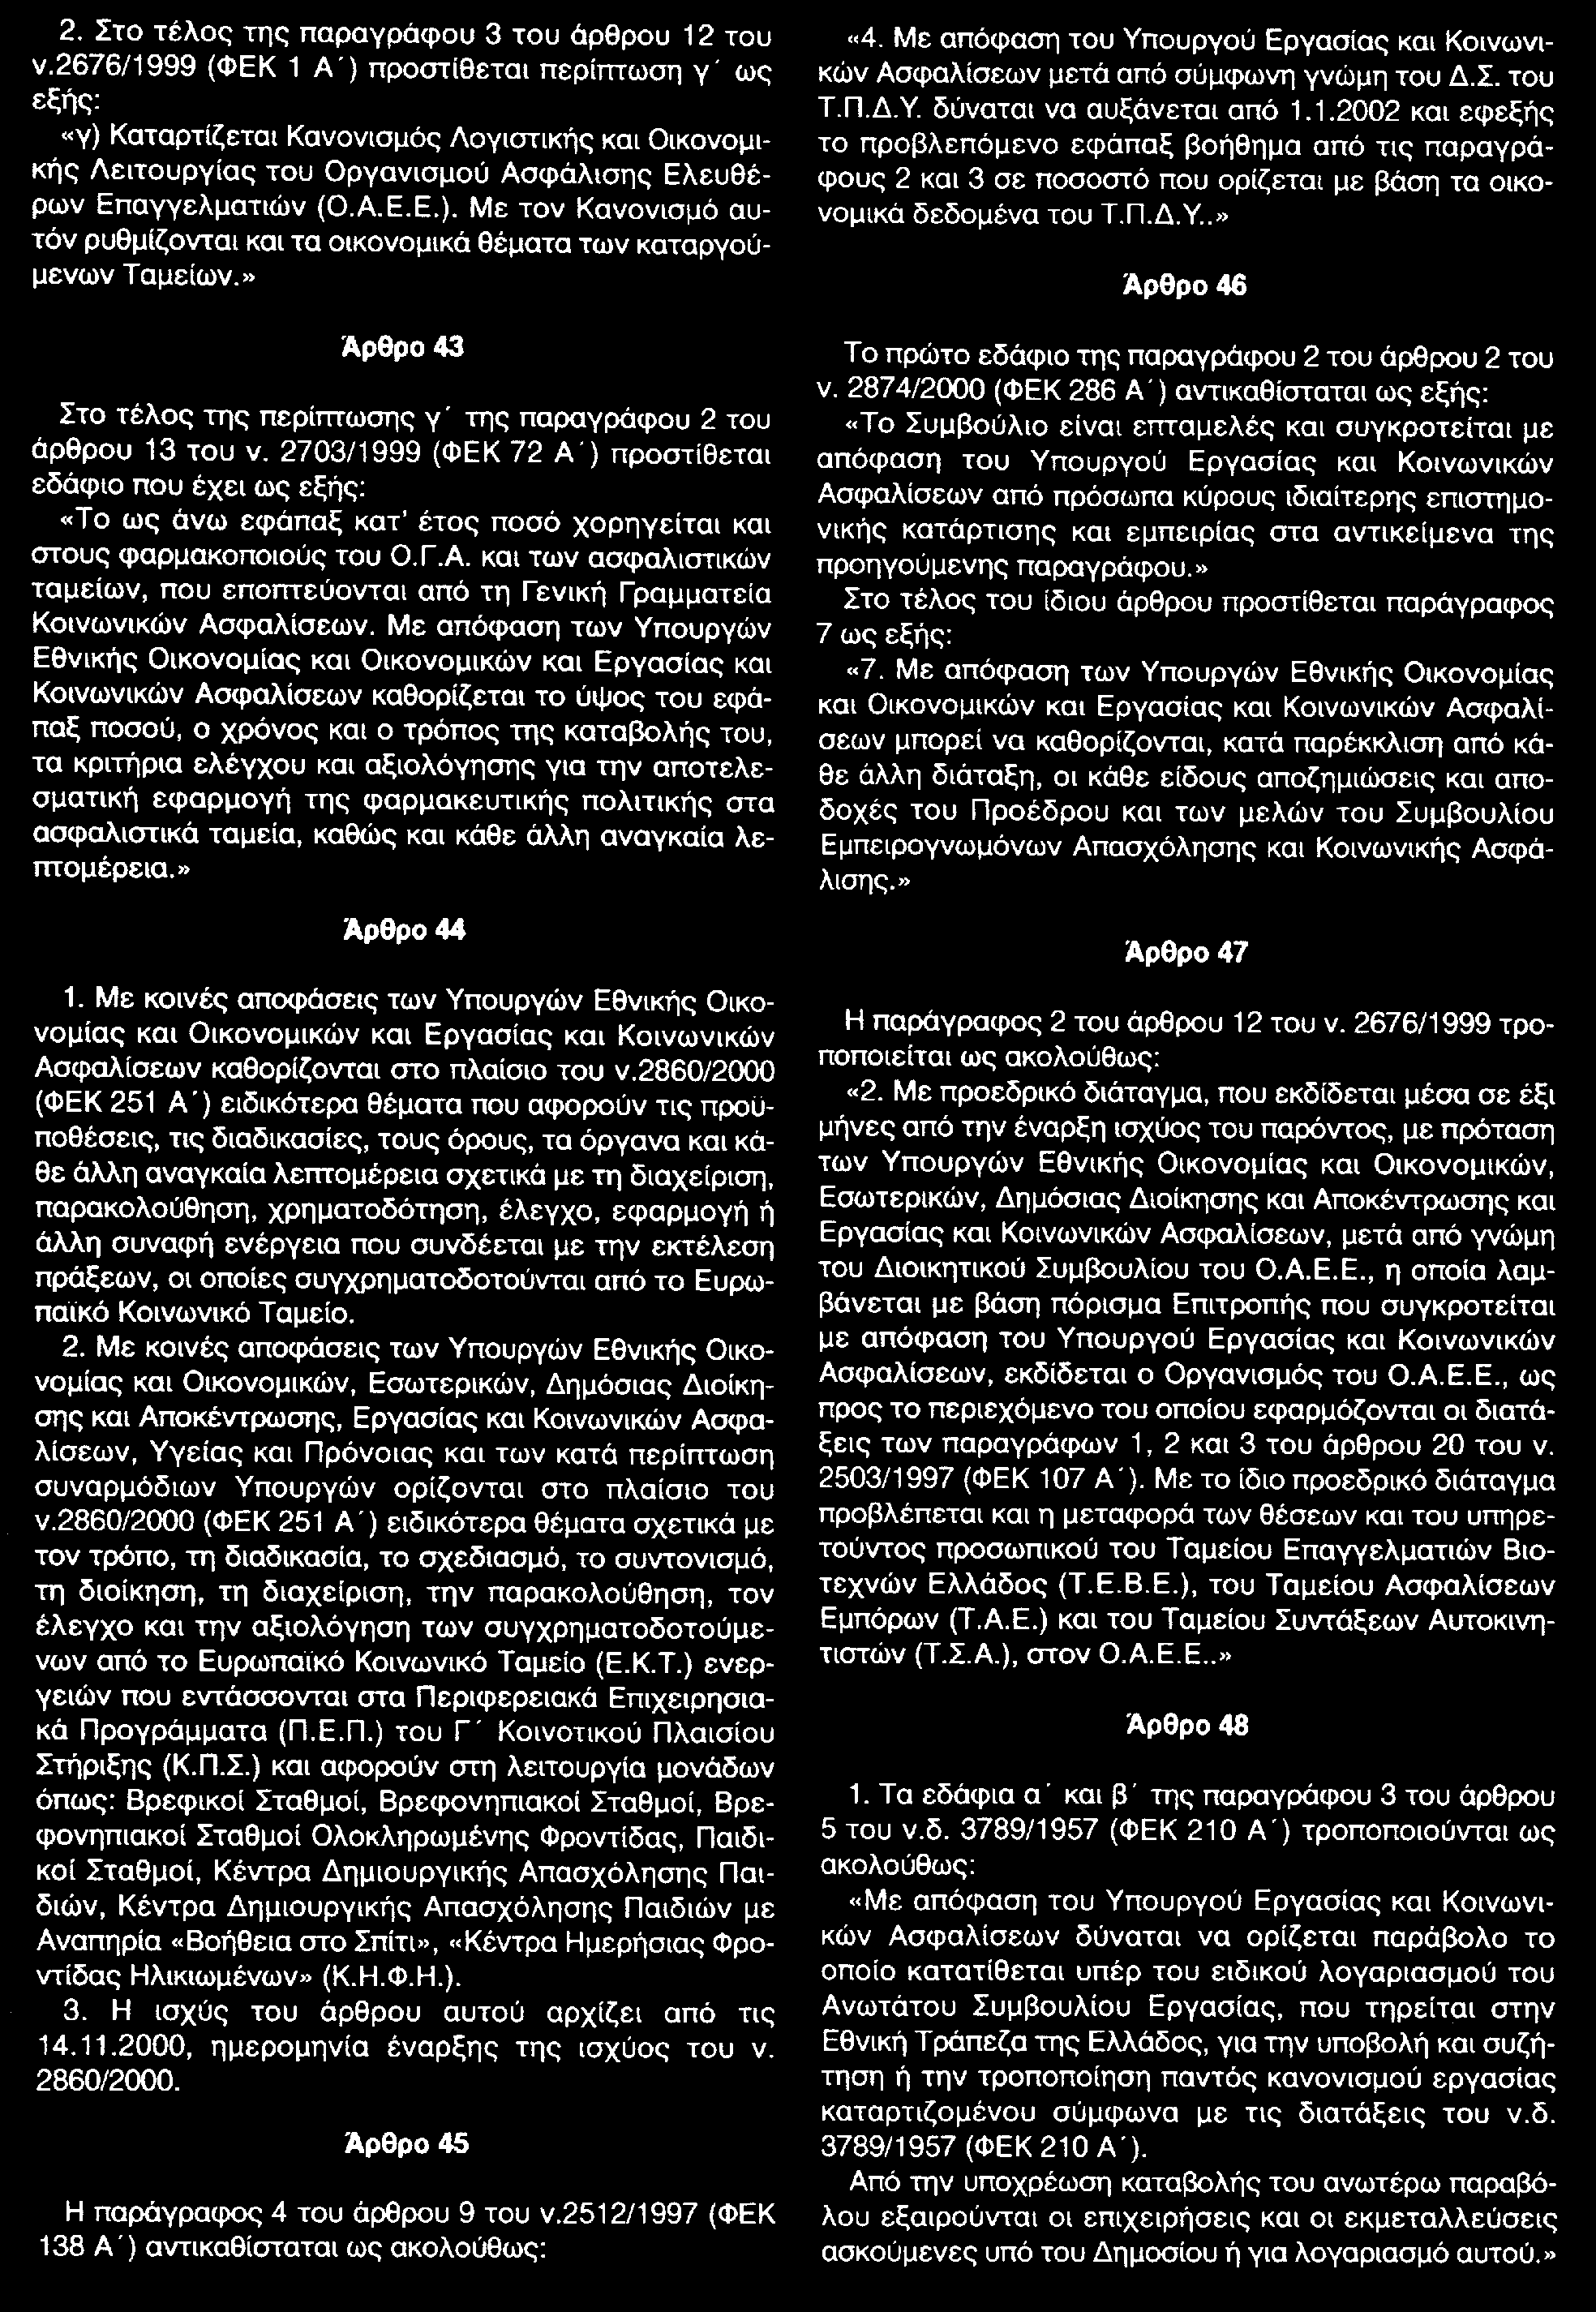 2. Στο τέλος της παραγράφου 3 του άρθρου 12 του
ν.2676/1999 (ΦΕΚ 1 Α΄) προστίθεται περίπτωση γ΄ ως
εξής:
«γ) Καταρτίζεται Κανονισμός Λογιστικής και Οικονομι-
κής Λειτουργίας του Οργανισμού Ασφάλισης Ελευθέ-
ρων Επαγγελματιών (Ο.Α.Ε.Ε.). Με τον Κανονισμό αυ-
τόν ρυθμίζονται και τα οικονομικά θέματα των καταργού-
μενων Ταμείων.»
Άρθρο 43
Στο τέλος της περίπτωσης γ΄ της παραγράφου 2 του
άρθρου 13 του ν. 2703/1999 (ΦΕΚ 72 Α΄) προστίθεται
εδάφιο που έχει ως εξής:
«Το ως άνω εφάπαξ κατ' έτος ποσό χορηγείται και
στους φαρμακοποιούς του Ο.Γ.Α. και των ασφαλιστικών
ταμείων, που εποπτεύονται από τη Γενική Γραμματεία
Κοινωνικών Ασφαλίσεων. Με απόφαση των Υπουργών
Εθνικής Οικονομίας και Οικονομικών και Εργασίας και
Κοινωνικών Ασφαλίσεων καθορίζεται το ύψος του εφά-
παξ ποσού, ο χρόνος και ο τρόπος της καταβολής του,
τα κριτήρια ελέγχου και αξιολόγησης για την αποτελε-
σματική εφαρμογή της φαρμακευτικής πολιτικής στα
ασφαλιστικά ταμεία, καθώς και κάθε άλλη αναγκαία λε-
πτομέρεια.»
Άρθρο 44
1. Με κοινές αποφάσεις των Υπουργών Εθνικής Οικο-
νομίας και Οικονομικών και Εργασίας και Κοινωνικών
Ασφαλίσεων καθορίζονται στο πλαίσιο του ν.2860/2000
(ΦΕΚ 251 Α΄) ειδικότερα θέματα που αφορούν τις προϋ-
ποθέσεις, τις διαδικασίες, τους όρους, τα όργανα και κά-
θε άλλη αναγκαία λεπτομέρεια σχετικά με τη διαχείριση,
παρακολούθηση, χρηματοδότηση, έλεγχο, εφαρμογή ή
άλλη συναφή ενέργεια που συνδέεται με την εκτέλεση
πράξεων, οι οποίες συγχρηματοδοτούνται από το Ευρω-
παϊκό Κοινωνικό Ταμείο.
2. Με κοινές αποφάσεις των Υπουργών Εθνικής Οικο-
νομίας και Οικονομικών, Εσωτερικών, Δημόσιας Διοίκη-
σης και Αποκέντρωσης, Εργασίας και Κοινωνικών Ασφα-
λίσεων, Υγείας και Πρόνοιας και των κατά περίπτωση
συναρμόδιων Υπουργών ορίζονται στο πλαίσιο του
ν.2860/2000 (ΦΕΚ 251 Α΄) ειδικότερα θέματα σχετικά με
τον τρόπο, τη διαδικασία, το σχεδιασμό, το συντονισμό,
τη διοίκηση, τη διαχείριση, την παρακολούθηση, τον
έλεγχο και την αξιολόγηση των συγχρηματοδοτούμε-
νων από το Ευρωπαϊκό Κοινωνικό Ταμείο (Ε.Κ.Τ.) ενερ-
γειών που εντάσσονται στα Περιφερειακά Επιχειρησια-
κά Προγράμματα (Π.Ε.Π.) του Γ΄ Κοινοτικού Πλαισίου
Στήριξης (Κ.Π.Σ.) και αφορούν στη λειτουργία μονάδων
όπως: Βρεφικοί Σταθμοί, Βρεφονηπιακοί Σταθμοί, Βρε-
φονηπιακοί Σταθμοί Ολοκληρωμένης Φροντίδας, Παιδι-
κοί Σταθμοί, Κέντρα Δημιουργικής Απασχόλησης Παι-
διών, Κέντρα Δημιουργικής Απασχόλησης Παιδιών με
Αναπηρία «Βοήθεια στο Σπίτι», «Κέντρα Ημερήσιας Φρο-
ντίδας Ηλικιωμένων» (Κ.Η.Φ.Η.).
3. Η ισχύς του άρθρου αυτού αρχίζει από τις
14.11.2000, ημερομηνία έναρξης της ισχύος του ν.
2860/2000.
Άρθρο 45
Η παράγραφος 4 του άρθρου 9 του ν.2512/1997 (ΦΕΚ
138 Α΄) αντικαθίσταται ως ακολούθως:
«4. Με απόφαση του Υπουργού Εργασίας και Κοινωνι-
κών Ασφαλίσεων μετά από σύμφωνη γνώμη του Δ.Σ. του
Τ.Π.Δ.Υ. δύναται να αυξάνεται από 1.1.2002 και εφεξής
το προβλεπόμενο εφάπαξ βοήθημα από τις παραγρά-
φους 2 και 3 σε ποσοστό που ορίζεται με βάση τα οικο-
νομικά δεδομένα του Τ.Π.Δ.Υ..»
Άρθρο 46
Το πρώτο εδάφιο της παραγράφου 2 του άρθρου 2 του
ν. 2874/2000 (ΦΕΚ 286 Α΄) αντικαθίσταται ως εξής:
«Το Συμβούλιο είναι επταμελές και συγκροτείται με
απόφαση του Υπουργού Εργασίας και Κοινωνικών
Ασφαλίσεων από πρόσωπα κύρους ιδιαίτερης επιστημο-
νικής κατάρτισης και εμπειρίας στα αντικείμενα της
προηγούμενης παραγράφου.»
Στο τέλος του ίδιου άρθρου προστίθεται παράγραφος
7 ως εξής:
«7. Με απόφαση των Υπουργών Εθνικής Οικονομίας
και Οικονομικών και Εργασίας και Κοινωνικών Ασφαλί-
σεων μπορεί να καθορίζονται, κατά παρέκκλιση από κά-
θε άλλη διάταξη, οι κάθε είδους αποζημιώσεις και απο-
δοχές του Προέδρου και των μελών του Συμβουλίου
Εμπειρογνωμόνων Απασχόλησης και Κοινωνικής Ασφά-
λισης.»
Άρθρο 47
Η παράγραφος 2 του άρθρου 12 του ν. 2676/1999 τρο-
ποποιείται ως ακολούθως:
«2. Με προεδρικό διάταγμα, που εκδίδεται μέσα σε έξι
μήνες από την έναρξη ισχύος του παρόντος, με πρόταση
των Υπουργών Εθνικής Οικονομίας και Οικονομικών,
Εσωτερικών, Δημόσιας Διοίκησης και Αποκέντρωσης και
Εργασίας και Κοινωνικών Ασφαλίσεων, μετά από γνώμη
του Διοικητικού Συμβουλίου του Ο.Α.Ε.Ε., η οποία λαμ-
βάνεται με βάση πόρισμα Επιτροπής που συγκροτείται
με απόφαση του Υπουργού Εργασίας και Κοινωνικών
Ασφαλίσεων, εκδίδεται ο Οργανισμός του Ο.Α.Ε.Ε., ως
προς το περιεχόμενο του οποίου εφαρμόζονται οι διατά-
ξεις των παραγράφων 1, 2 και 3 του άρθρου 20 του ν.
2503/1997 (ΦΕΚ 107 Α΄). Με το ίδιο προεδρικό διάταγμα
προβλέπεται και η μεταφορά των θέσεων και του υπηρε-
τούντος προσωπικού του Ταμείου Επαγγελματιών Βιο-
τεχνών Ελλάδος (Τ.Ε.Β.Ε.), του Ταμείου Ασφαλίσεων
Εμπόρων (Τ.Α.Ε.) και του Ταμείου Συντάξεων Αυτοκινη-
τιστών (Τ.Σ.Α.), στον Ο.Α.Ε.Ε..»
Άρθρο 48
1. Τα εδάφια α΄ και β΄ της παραγράφου 3 του άρθρου
5 του ν.δ. 3789/1957 (ΦΕΚ 210 Α΄) τροποποιούνται ως
ακολούθως:
«Με απόφαση του Υπουργού Εργασίας και Κοινωνι-
κών Ασφαλίσεων δύναται να ορίζεται παράβολο το
οποίο κατατίθεται υπέρ του ειδικού λογαριασμού του
Ανωτάτου Συμβουλίου Εργασίας, που τηρείται στην
Εθνική Τράπεζα της Ελλάδος, για την υποβολή και συζή-
τηση ή την τροποποίηση παντός κανονισμού εργασίας
καταρτιζομένου σύμφωνα με τις διατάξεις του ν.δ.
3789/1957 (ΦΕΚ 210 Α΄).
Από την υποχρέωση καταβολής του ανωτέρω παραβό-
λου εξαιρούνται οι επιχειρήσεις και οι εκμεταλλεύσεις
ασκούμενες υπό του Δημοσίου ή για λογαριασμό αυτού.»